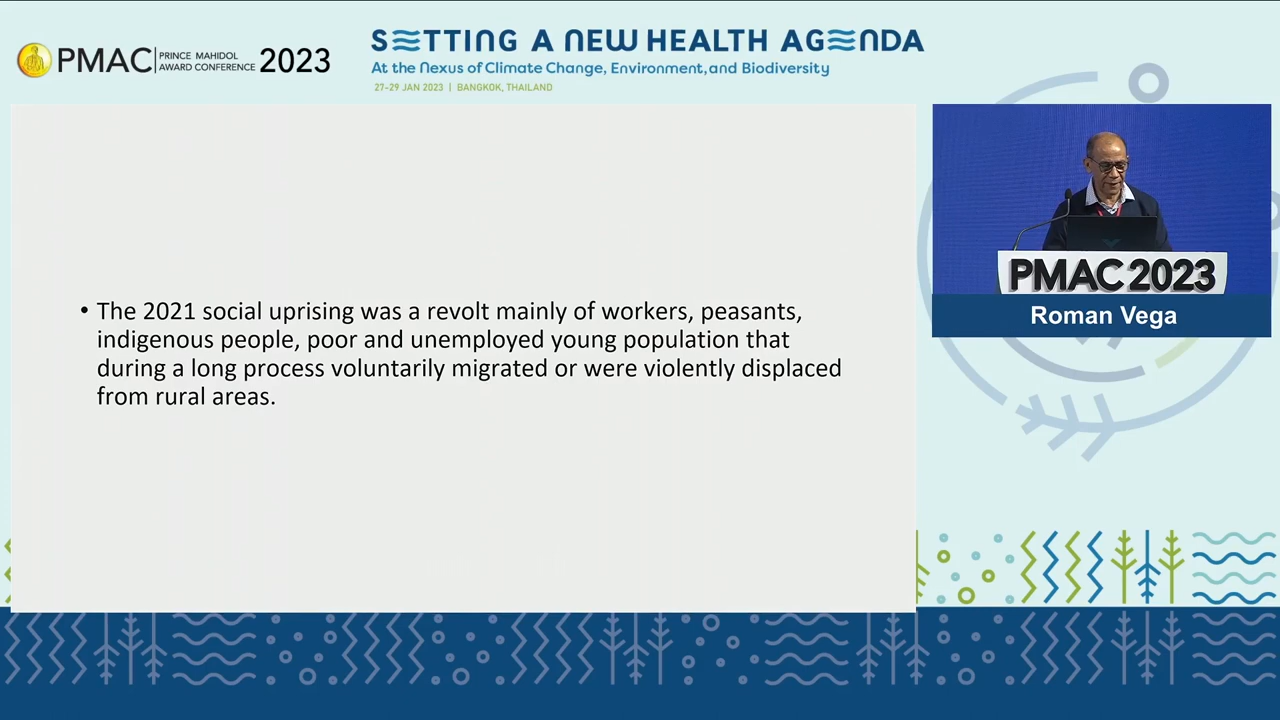 PMAC
PRINCE MAHIDOL
AWARD CONFERENCE
2023
SETTING A NEW HEALTH AGENDA
At the Nexus of Climate Change, Environment, and Biodiversity
27-29 JAN 2023 | BANGKOK, THAILAND
• The 2021 social uprising was a revolt mainly of workers, peasants,
indigenous people, poor and unemployed young population that
during a long process voluntarily migrated or were violently displaced
from rural areas.
PMAC 2023
Roman Vega